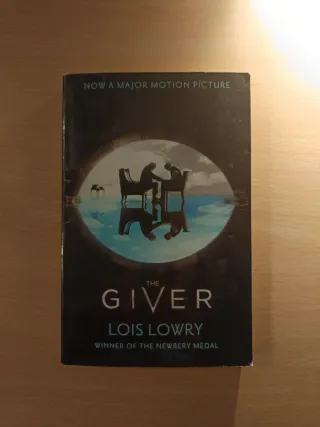 NOW A MAJOR MOTION PICTURE
THE
GIVER
LOIS LOWRY
WINNER OF THE NEWBERY MEDAL